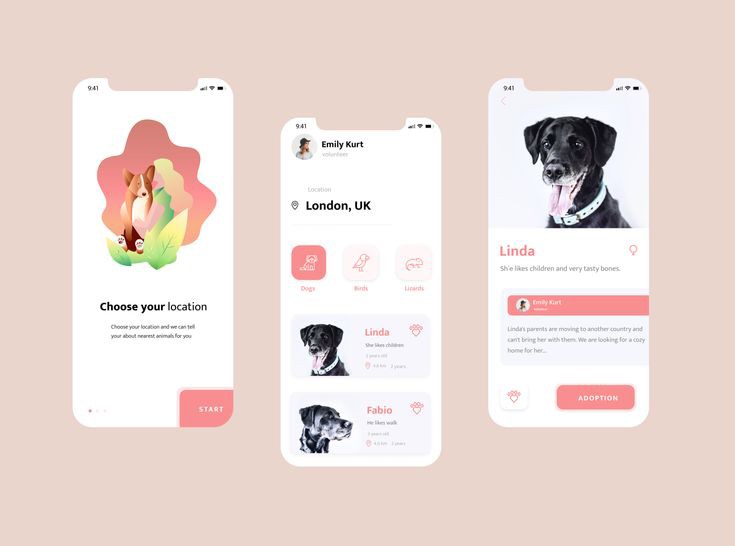 9:41
Choose your location
Choose your location and we can tell
your about nearest animals for you
START
9:41
Emily Kurt
volunteer
Location
London, UK
Dogs
Birds
Lizards
Linda
She likes children
2 years old
4.6 km 2 years
Fabio
He likes walk
2 years old
4.6 km 2 years
9:41
Linda
Sh'e likes children and very tasty bones.
Emily Kurt
volunteer
Linda's parents are moving to another country and
can't bring her with them. We are looking for a cozy
home for her...
ADOPTION